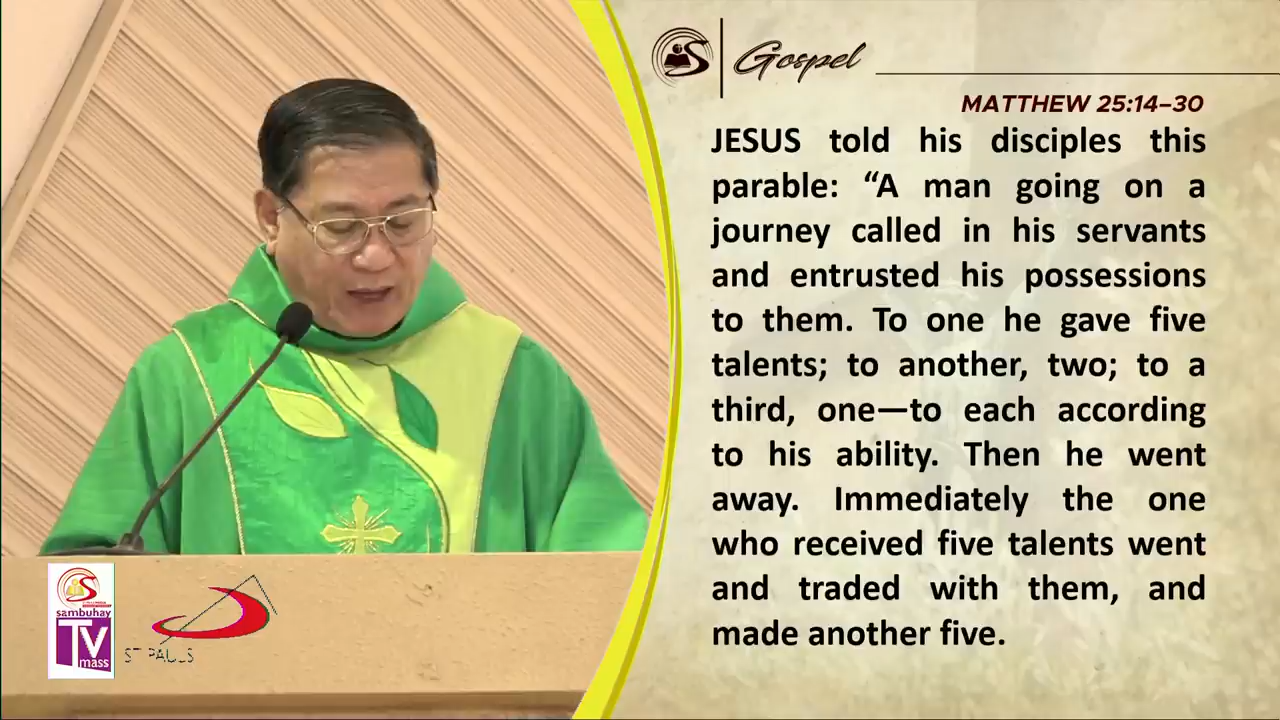 Gospel
MATTHEW 25:14–30
JESUS told his disciples this
parable: “A man going on a
journey called in his servants
and entrusted his possessions
to them. To one he gave five
talents; to another, two; to a
third, one—to each according
to his ability. Then he went
away. Immediately the one
who received five talents went
and traded with them, and
made another five.
sambuhay
TV
mass
ST PAULS